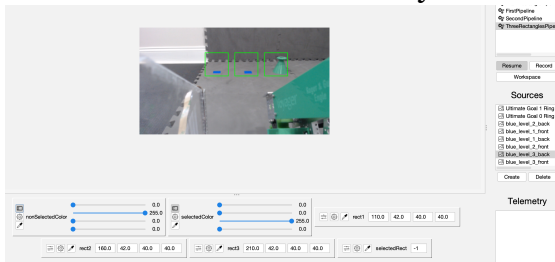 FirstPipeline
SecondPipeline
ThreeRectanglesPipe
Resume Record
Workspace
Sources
Ultimate Goal 1 Ring
Ultimate Goal 0 Ring
blue_level_2_back
blue_level_1_front
blue_level_1_back
blue_level_2_front
blue_level_3_back
blue_level_3_front
Create Delete
Telemetry
nonSelectedColor 0.0 255.0 0.0 0.0
selectedColor 0.0 0.0 255.0 0.0
rect1 110.0 42.0 40.0 40.0
rect2 160.0 42.0 40.0 40.0
rect3 210.0 42.0 40.0 40.0
selectedRect -1